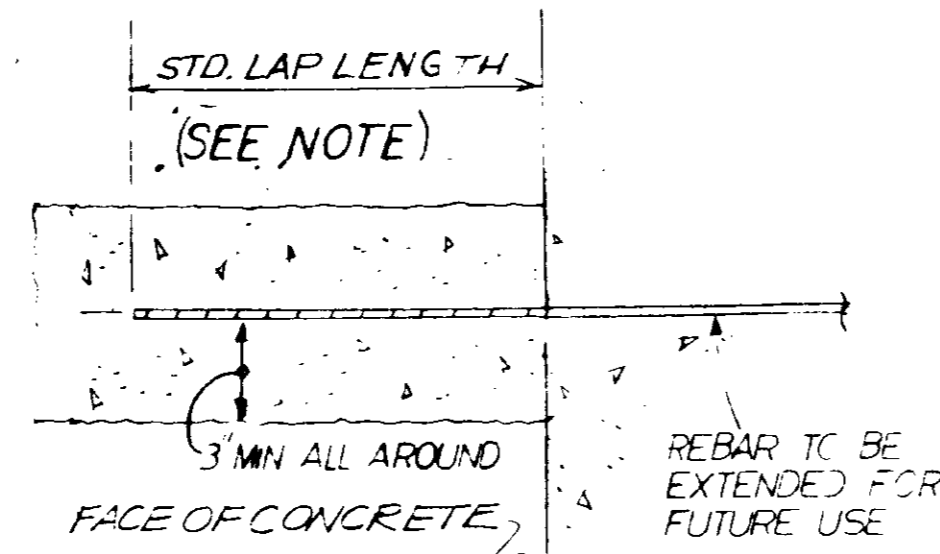 STD. LAP LENGTH
(SEE NOTE)
3" MIN ALL AROUND
FACE OF CONCRETE
REBAR TO BE
EXTENDED FOR
FUTURE USE